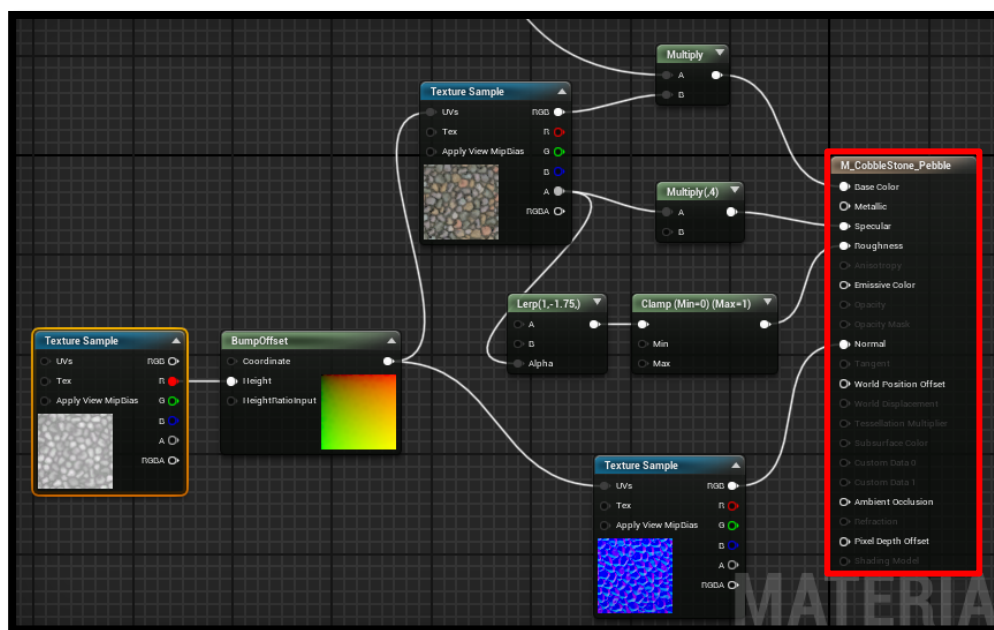 Multiply
A
B
Texture Sample
UVs RGB
Tex R
Apply View MipBias G
B
A
RGBA
M_CobbleStone_Pebble
Base Color
Metallic
Specular
Roughness
Anisotropy
Emissive Color
Opacity
Opacity Mask
Normal
Tangent
World Position Offset
World Displacement
Tessellation Multiplier
Subsurface Color
Custom Data 0
Custom Data 1
Ambient Occlusion
Refraction
Pixel Depth Offset
Shading Model
Multiply(,4)
A
B
Lerp(1,-1.75,)
A
B
Alpha
Clamp (Min=0) (Max=1)
Min
Max
Texture Sample
UVs RGB
Tex R
Apply View MipBias G
B
A
RGBA
BumpOffset
Coordinate
Height
HeightRatioInput
Texture Sample
UVs RGB
Tex R
Apply View MipBias G
B
A
RGBA
MATERIA